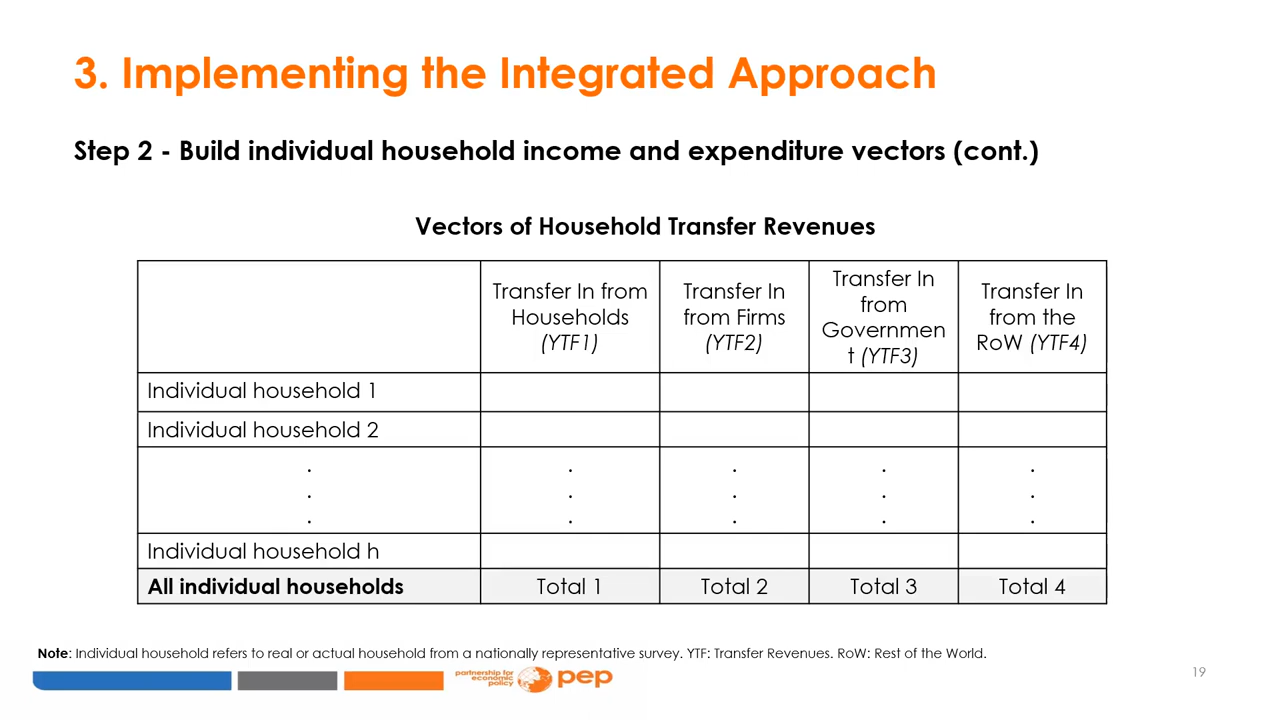 3. Implementing the Integrated Approach
Step 2 - Build individual household income and expenditure vectors (cont.)
Vectors of Household Transfer Revenues
Transfer In from
Households
(YTF1)
Transfer In
from Firms
(YTF2)
Transfer In
from
Governmen
t (YTF3)
Transfer In
from the
RoW (YTF4)
Individual household 1
Individual household 2
. . . . .
. . . . .
. . . . .
Individual household h
All individual households Total 1 Total 2 Total 3 Total 4
Note: Individual household refers to real or actual household from a nationally representative survey. YTF: Transfer Revenues. RoW: Rest of the World.
partnership for
economic
policy
pep
19